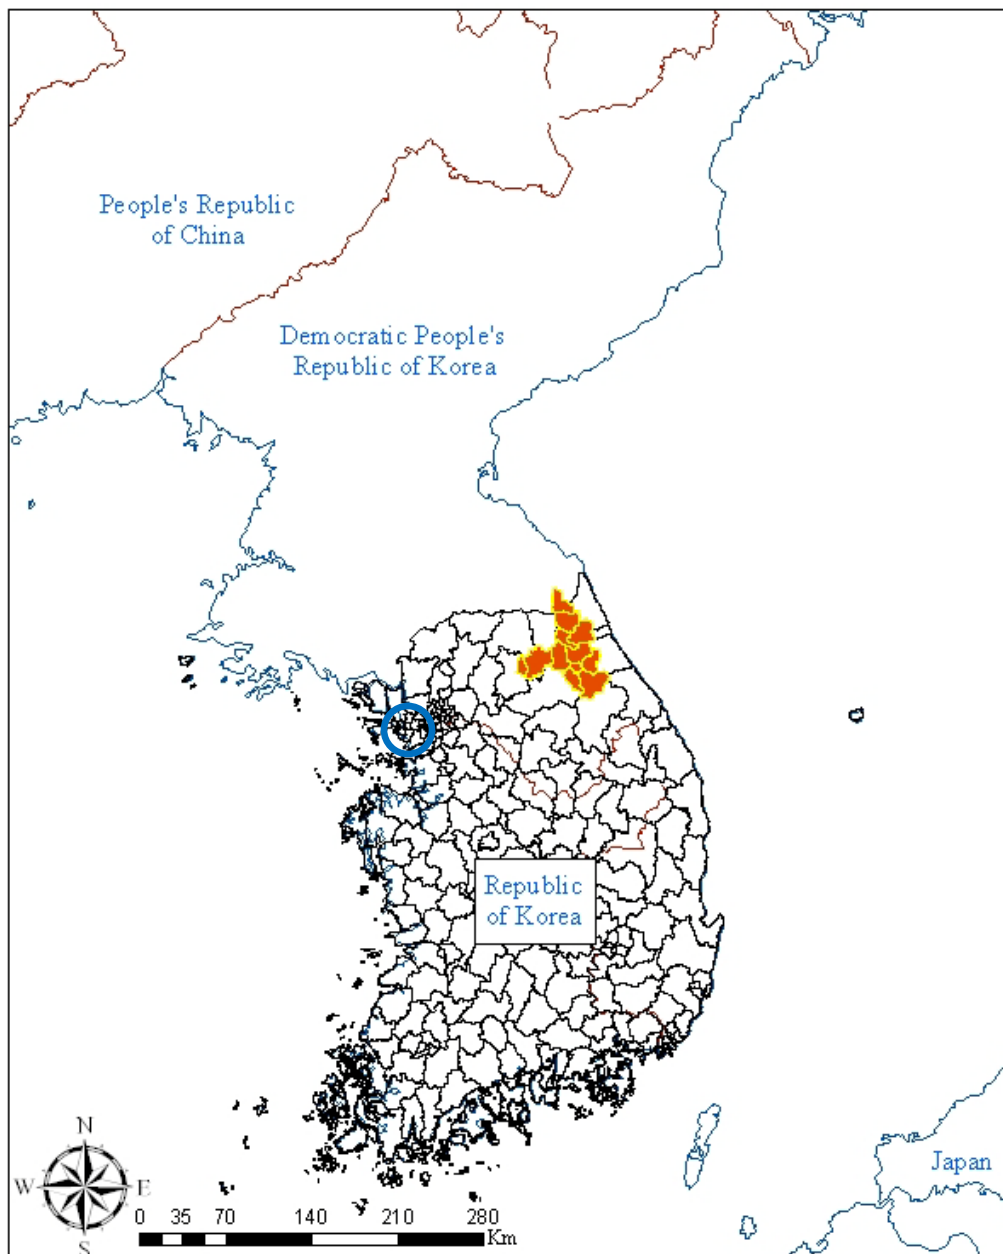 People's Republic
of China
Democratic People's
Republic of Korea
Republic
of Korea
Japan
N
W
E
S
0 35 70 140 210 280
Km